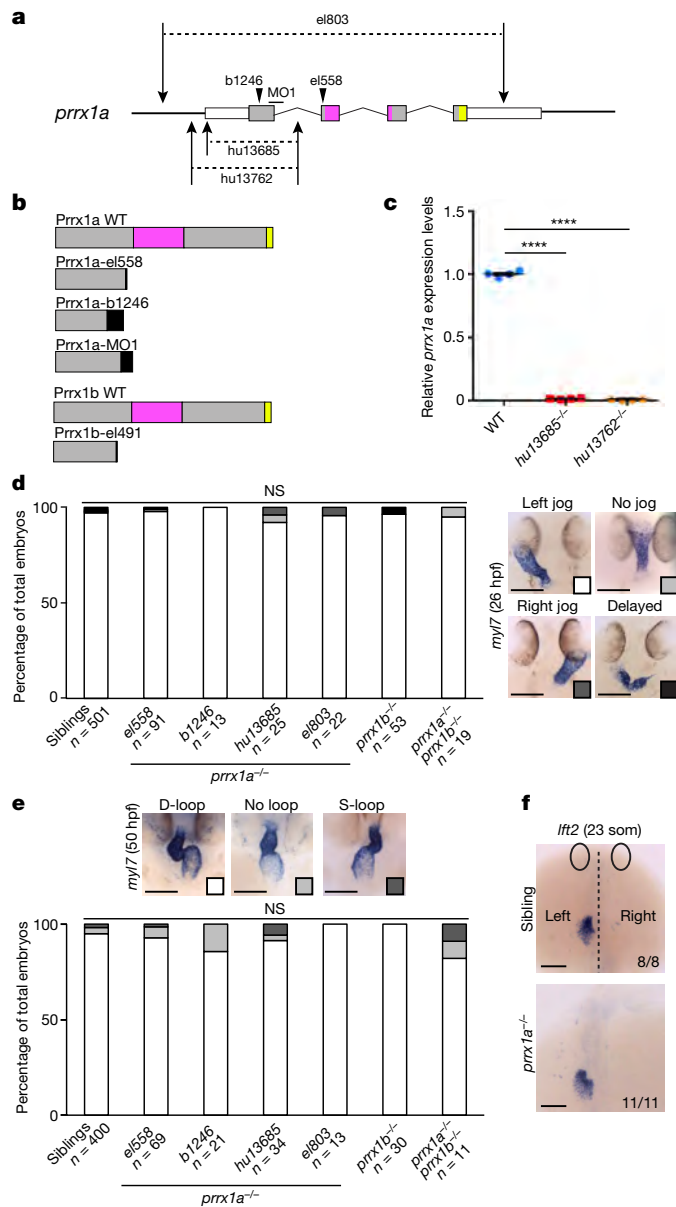 a
el803
b1246
el558
MO1
prrx1a
hu13685
hu13762
b
Prrx1a WT
Prrx1a-el558
Prrx1a-b1246
Prrx1a-MO1
Prrx1b WT
Prrx1b-el491
c
Relative prrx1a expression levels
1.5
1.0
0.5
0
****
****
WT
hu13685−/−
hu13762−/−
d
NS
Percentage of total embryos
100
50
0
Siblings
n = 501
el558
n = 91
b1246
n = 13
hu13685
n = 25
el803
n = 22
prrx1b−/−
n = 53
prrx1a−/−
prrx1b−/−
n = 19
prrx1a−/−
myl7 (26 hpf)
Left jog
No jog
Right jog
Delayed
e
myl7 (50 hpf)
D-loop
No loop
S-loop
NS
Percentage of total embryos
100
50
0
Siblings
n = 400
el558
n = 69
b1246
n = 21
hu13685
n = 34
el803
n = 13
prrx1b−/−
n = 30
prrx1a−/−
prrx1b−/−
n = 11
prrx1a−/−
f
lft2 (23 som)
Sibling
Left
Right
8/8
prrx1a−/−
11/11